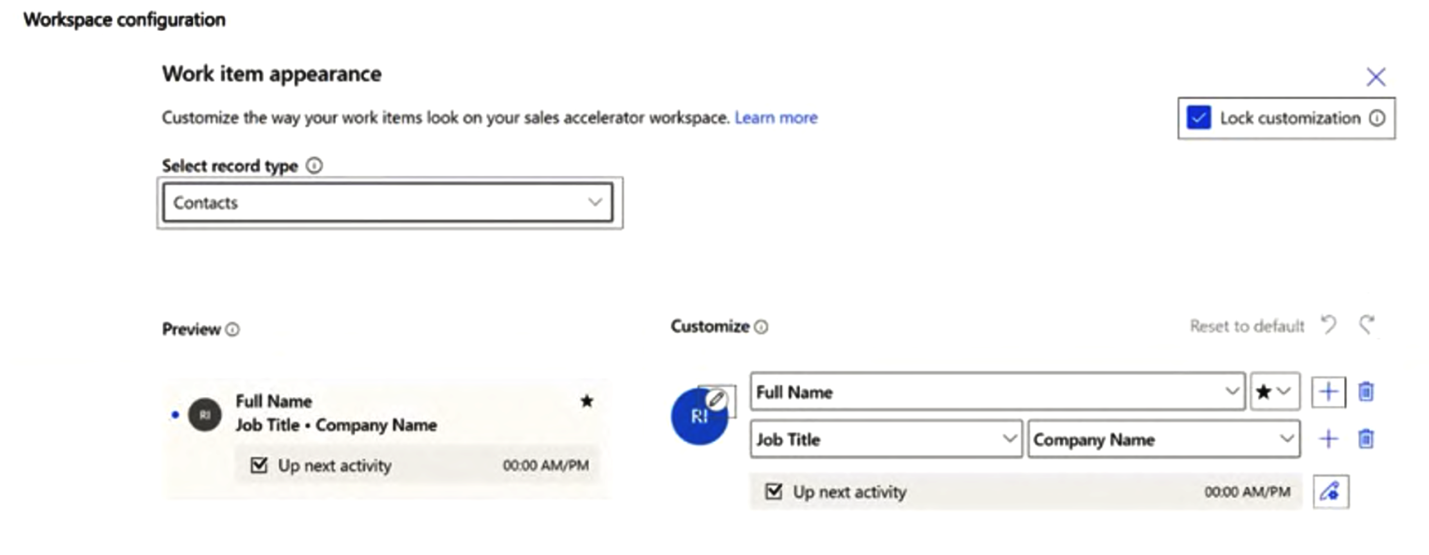 Workspace configuration
Work item appearance
Customize the way your work items look on your sales accelerator workspace. Learn more
Lock customization
Select record type
Contacts
Preview
Customize
Reset to default
RI
Full Name
Job Title • Company Name
Up next activity
00:00 AM/PM
RI
Full Name
Job Title
Company Name
Up next activity
00:00 AM/PM